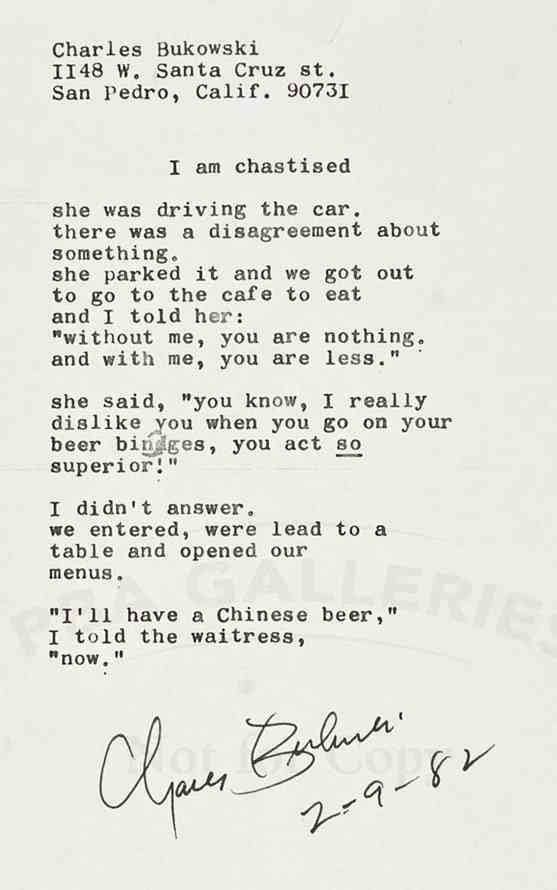 Charles Bukowski
II48 W. Santa Cruz st.
San Pedro, Calif. 9073I
I am chastised
she was driving the car.
there was a disagreement about
something.
she parked it and we got out
to go to the cafe to eat
and I told her:
"without me, you are nothing.
and with me, you are less."
she said, "you know, I really
dislike you when you go on your
beer bindges, you act so
superior!"
I didn't answer.
we entered, were lead to a
table and opened our
menus.
"I'll have a Chinese beer,"
I told the waitress,
"now."
GALLERIES
Charles Bukowski
Not for Copy
2-9-82